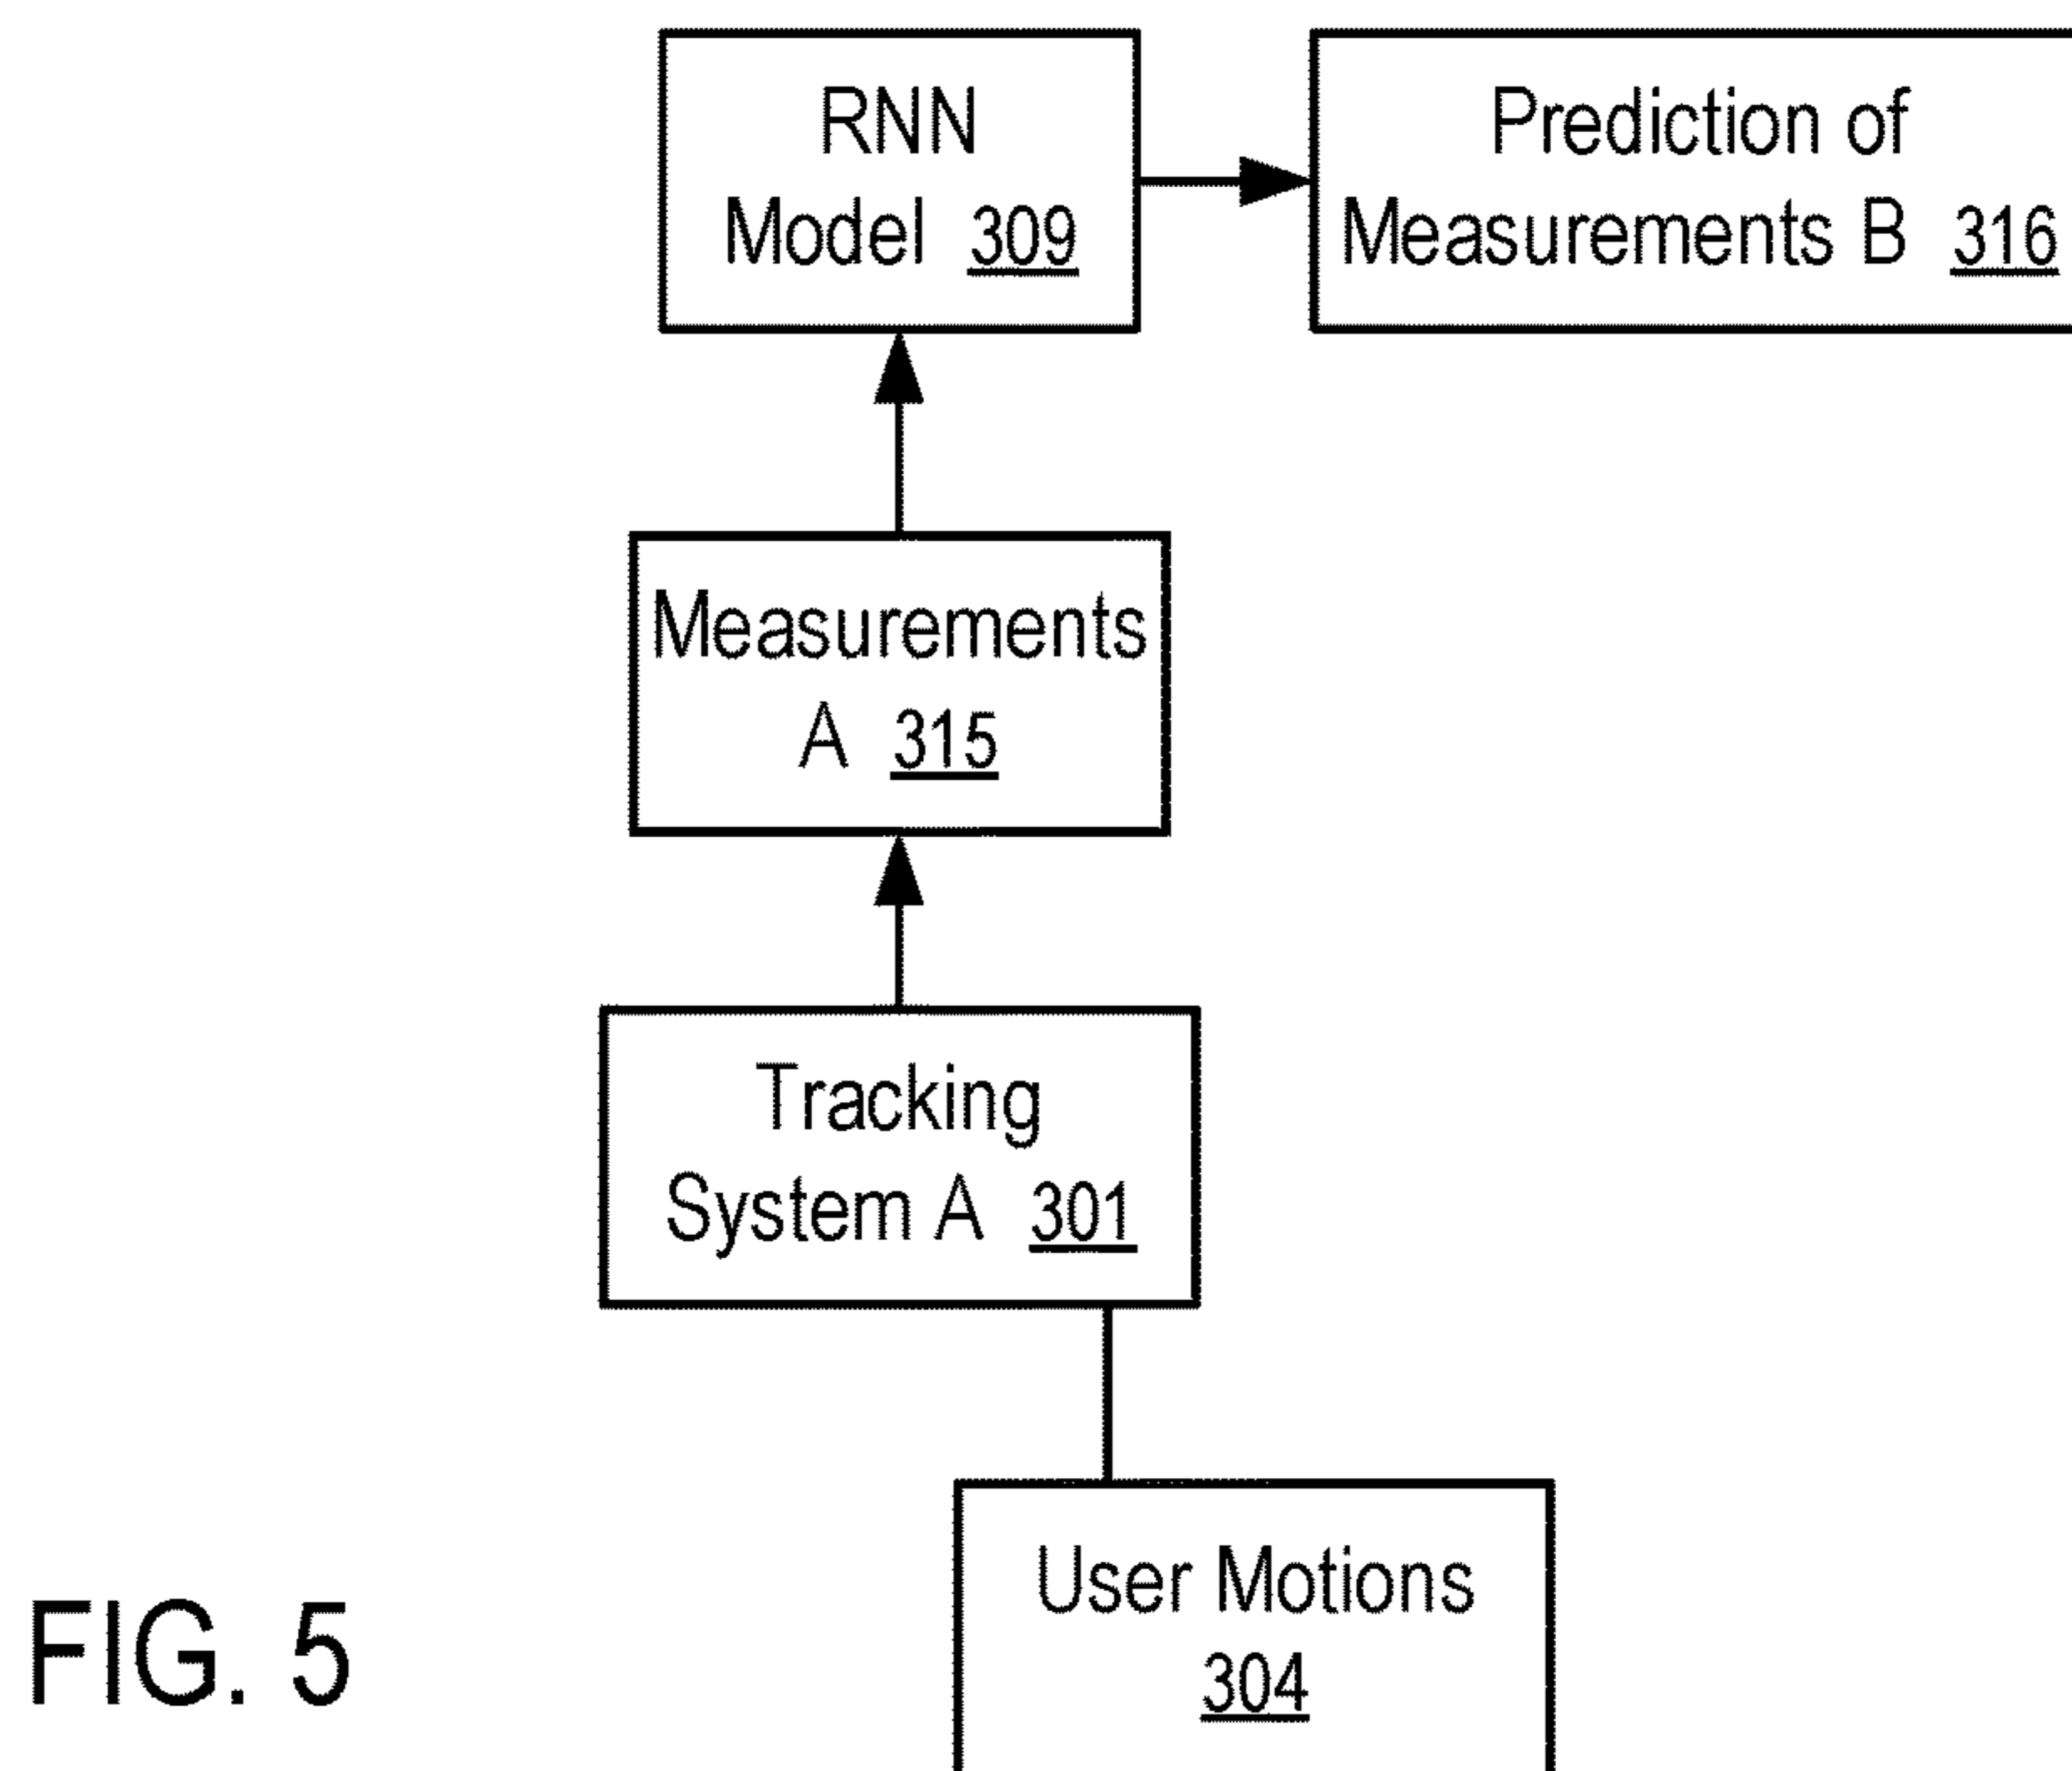 RNN
Model 309
Prediction of
Measurements B 316
Measurements
A 315
Tracking
System A 301
User Motions
304
FIG. 5